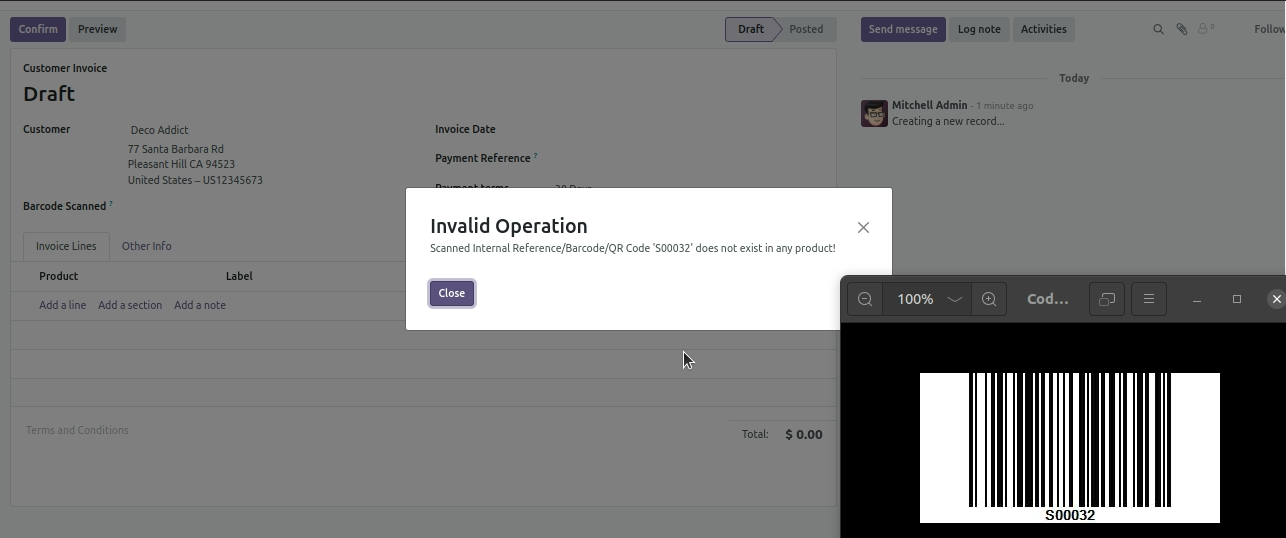 Confirm Preview Draft Posted
Send message Log note Activities 0 Follow
Customer Invoice
Draft
Customer Deco Addict
77 Santa Barbara Rd
Pleasant Hill CA 94523
United States – US12345673
Barcode Scanned ?
Invoice Date
Payment Reference ?
Payment terms 30 Days
Today
Mitchell Admin - 1 minute ago
Creating a new record...
Invalid Operation
Scanned Internal Reference/Barcode/QR Code 'S00032' does not exist in any product!
Close
Invoice Lines Other Info
Product Label
Add a line Add a section Add a note
Terms and Conditions
Total: $ 0.00
100% Cod...
S00032